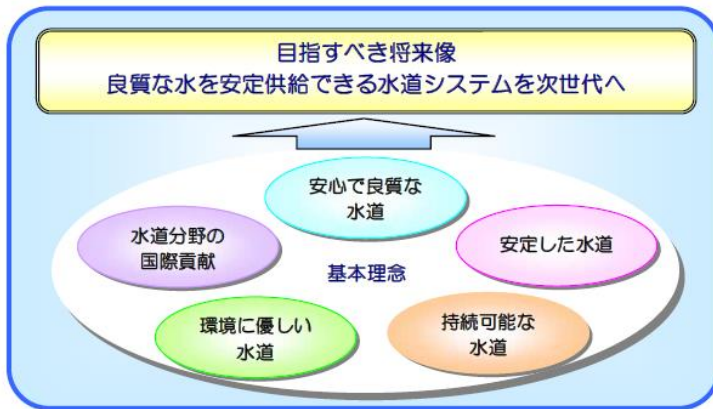 目指すべき将来像
良質な水を安定供給できる水道システムを次世代へ
安心で良質な
水道
水道分野の
国際貢献
安定した水道
基本理念
環境に優しい
水道
持続可能な
水道